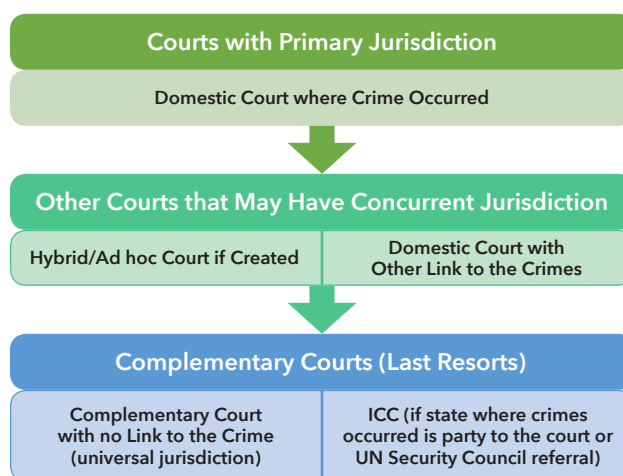 Courts with Primary Jurisdiction
Domestic Court where Crime Occurred
Other Courts that May Have Concurrent Jurisdiction
Hybrid/Ad hoc Court if Created
Domestic Court with
Other Link to the Crimes
Complementary Courts (Last Resorts)
Complementary Court
with no Link to the Crime
(universal jurisdiction)
ICC (if state where crimes
occurred is party to the court or
UN Security Council referral)